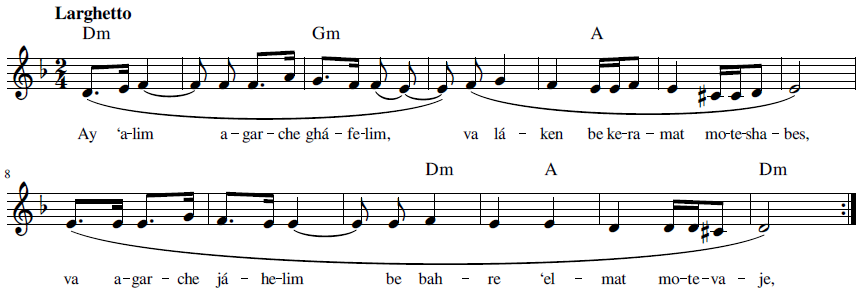 Larghetto
Dm Gm A
2 4
Ay ‘a-lim a – gar – che ghá – fe-lim, va lá – ken be ke-ra – mat mo-te-sha – bes,
8
Dm A Dm
va a – gar – che já – he-lim be bah – re ‘el – mat mo-te-va – je,